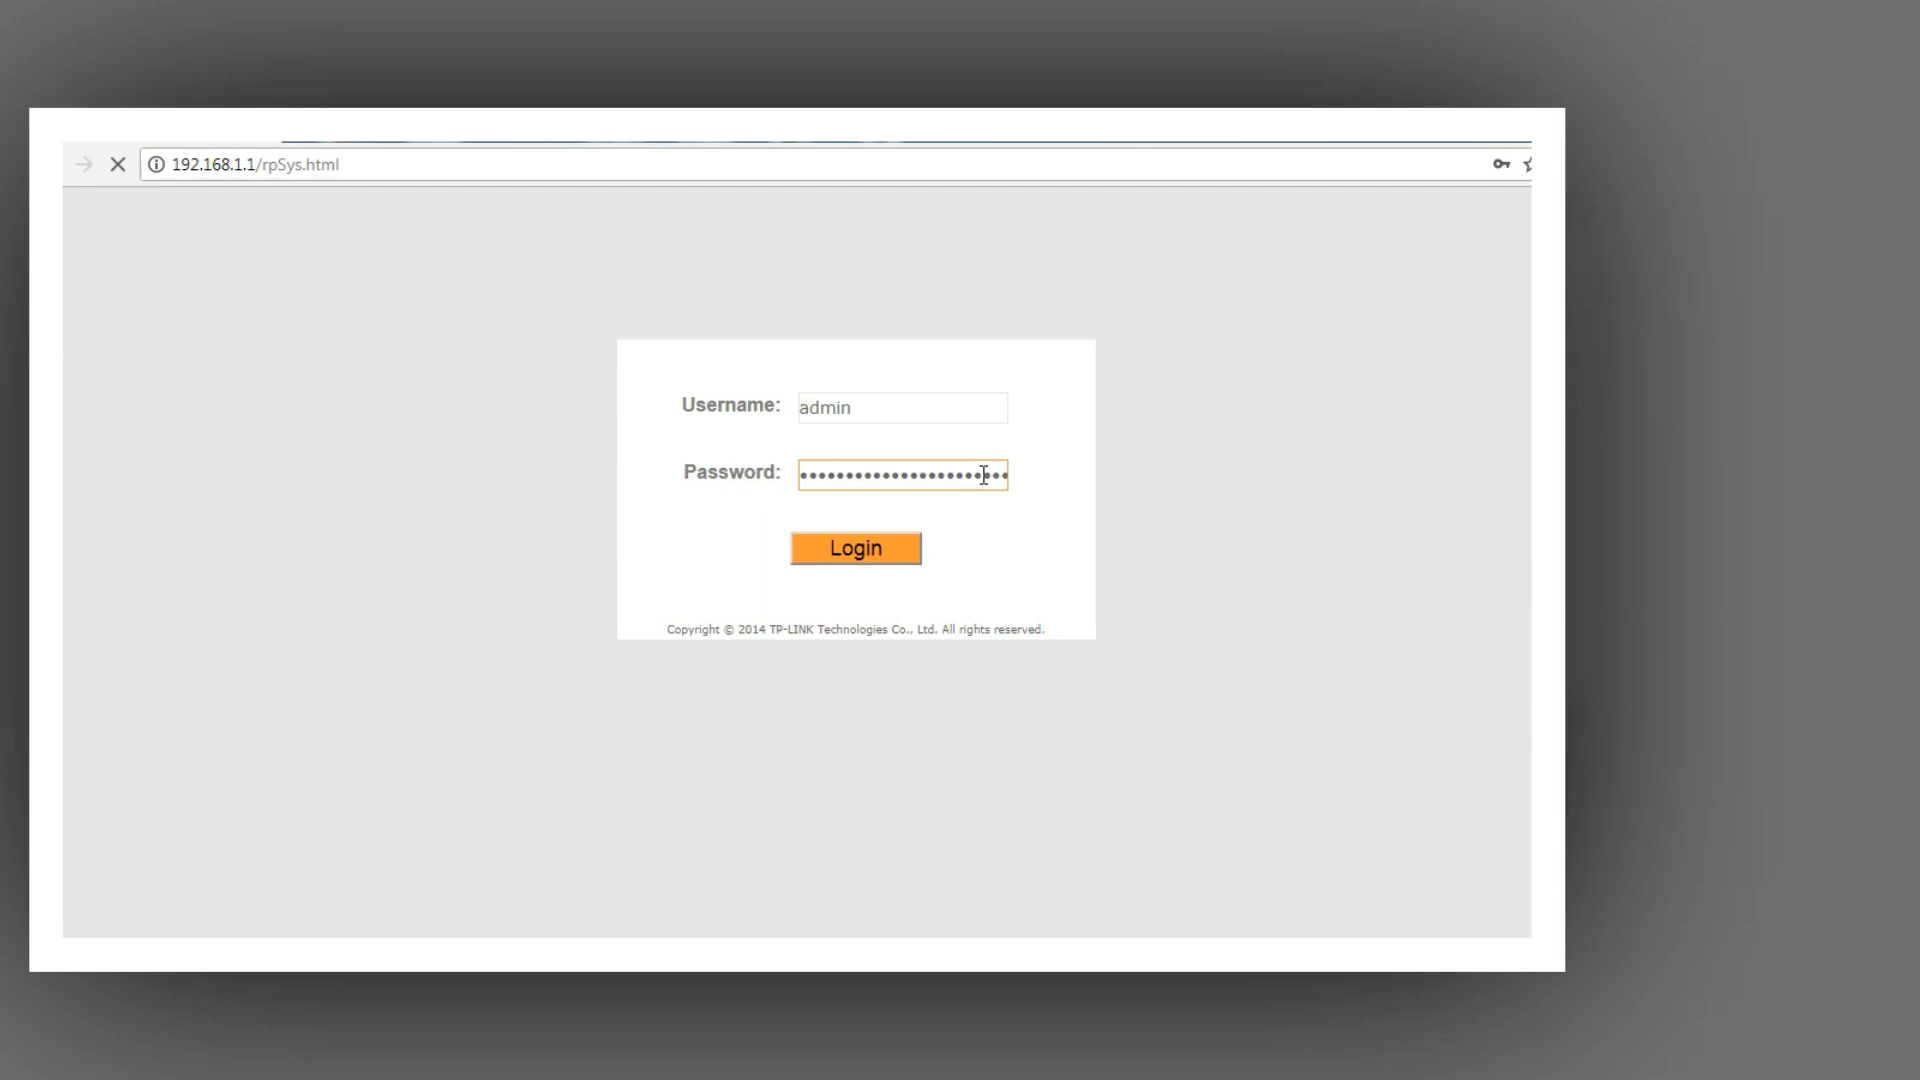 192.168.1.1/rpSys.html
Username: admin
Password: •••••••••••••••••••••••
Login
Copyright © 2014 TP-LINK Technologies Co., Ltd. All rights reserved.